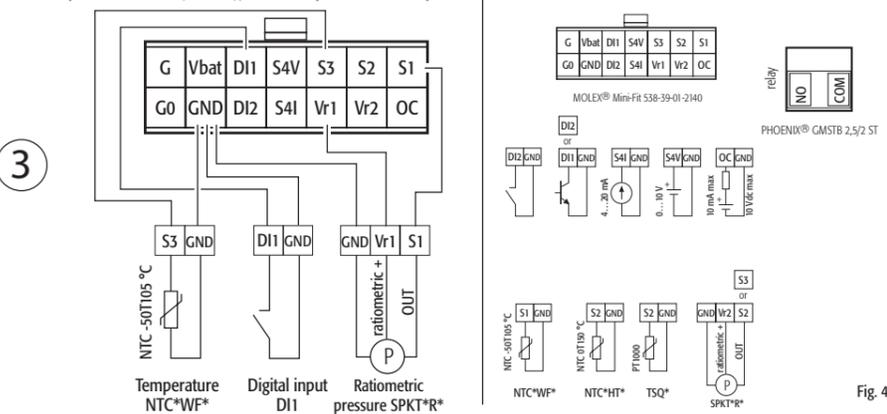 G Vbat DI1 S4V S3 S2 S1
G0 GND DI2 S4I Vr1 Vr2 OC
3
S3 GND
DI1 GND
GND Vr1 S1
NTC -50T105 °C
ratiometric +
OUT
P
Temperature
NTC*WF*
Digital input
DI1
Ratiometric
pressure SPKT*R*
G Vbat DI1 S4V S3 S2 S1
G0 GND DI2 S4I Vr1 Vr2 OC
MOLEX® Mini-Fit 538-39-01-2140
relay
NO
COM
PHOENIX® GMSTB 2,5/2 ST
DI2
or
DI2 GND
DI1 GND
S4I GND
S4V GND
OC GND
4...20 mA
0...10 V
+
10 mA max
+
10 Vdc max
S3
or
S1 GND
S2 GND
S2 GND
GND Vr2 S2
NTC -50T105 °C
NTC 0T150 °C
PT1000
ratiometric +
OUT
P
NTC*WF*
NTC*HT*
TSQ*
SPKT*R*
Fig. 4